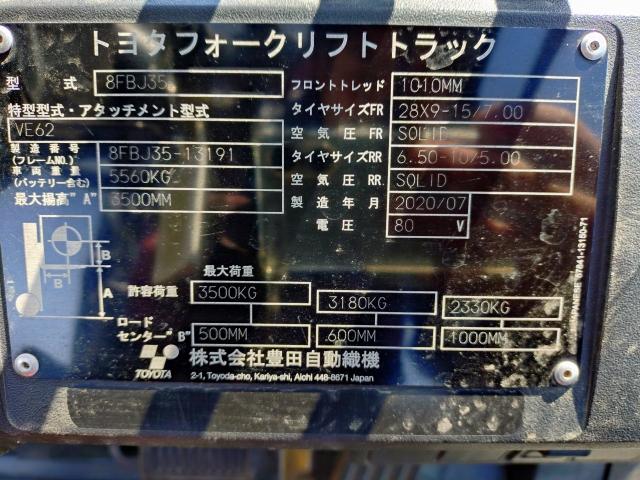 トヨタフォークリフトトラック
型 式 8FBJ35
フロントトレッド 1010MM
特型型式・アタッチメント型式
タイヤサイズFR 28X9-15/7.00
VE62
空気圧FR SOLID
製造番号 (フレームNO.) 8FBJ35-13191
タイヤサイズRR 6.50-10/5.00
車両重量 (バッテリー含む) 5560KG
空気圧RR SOLID
最大揚高"A" 3500MM
製造年月 2020/07
電圧 80 V
B
B
A
最大荷重
許容荷重 3500KG 3180KG 2330KG
ロード
センター"B" 500MM 600MM 1000MM
TOYOTA
株式会社豊田自動織機
2-1, Toyoda-cho, Kariya-shi, Aichi 448-8671 Japan